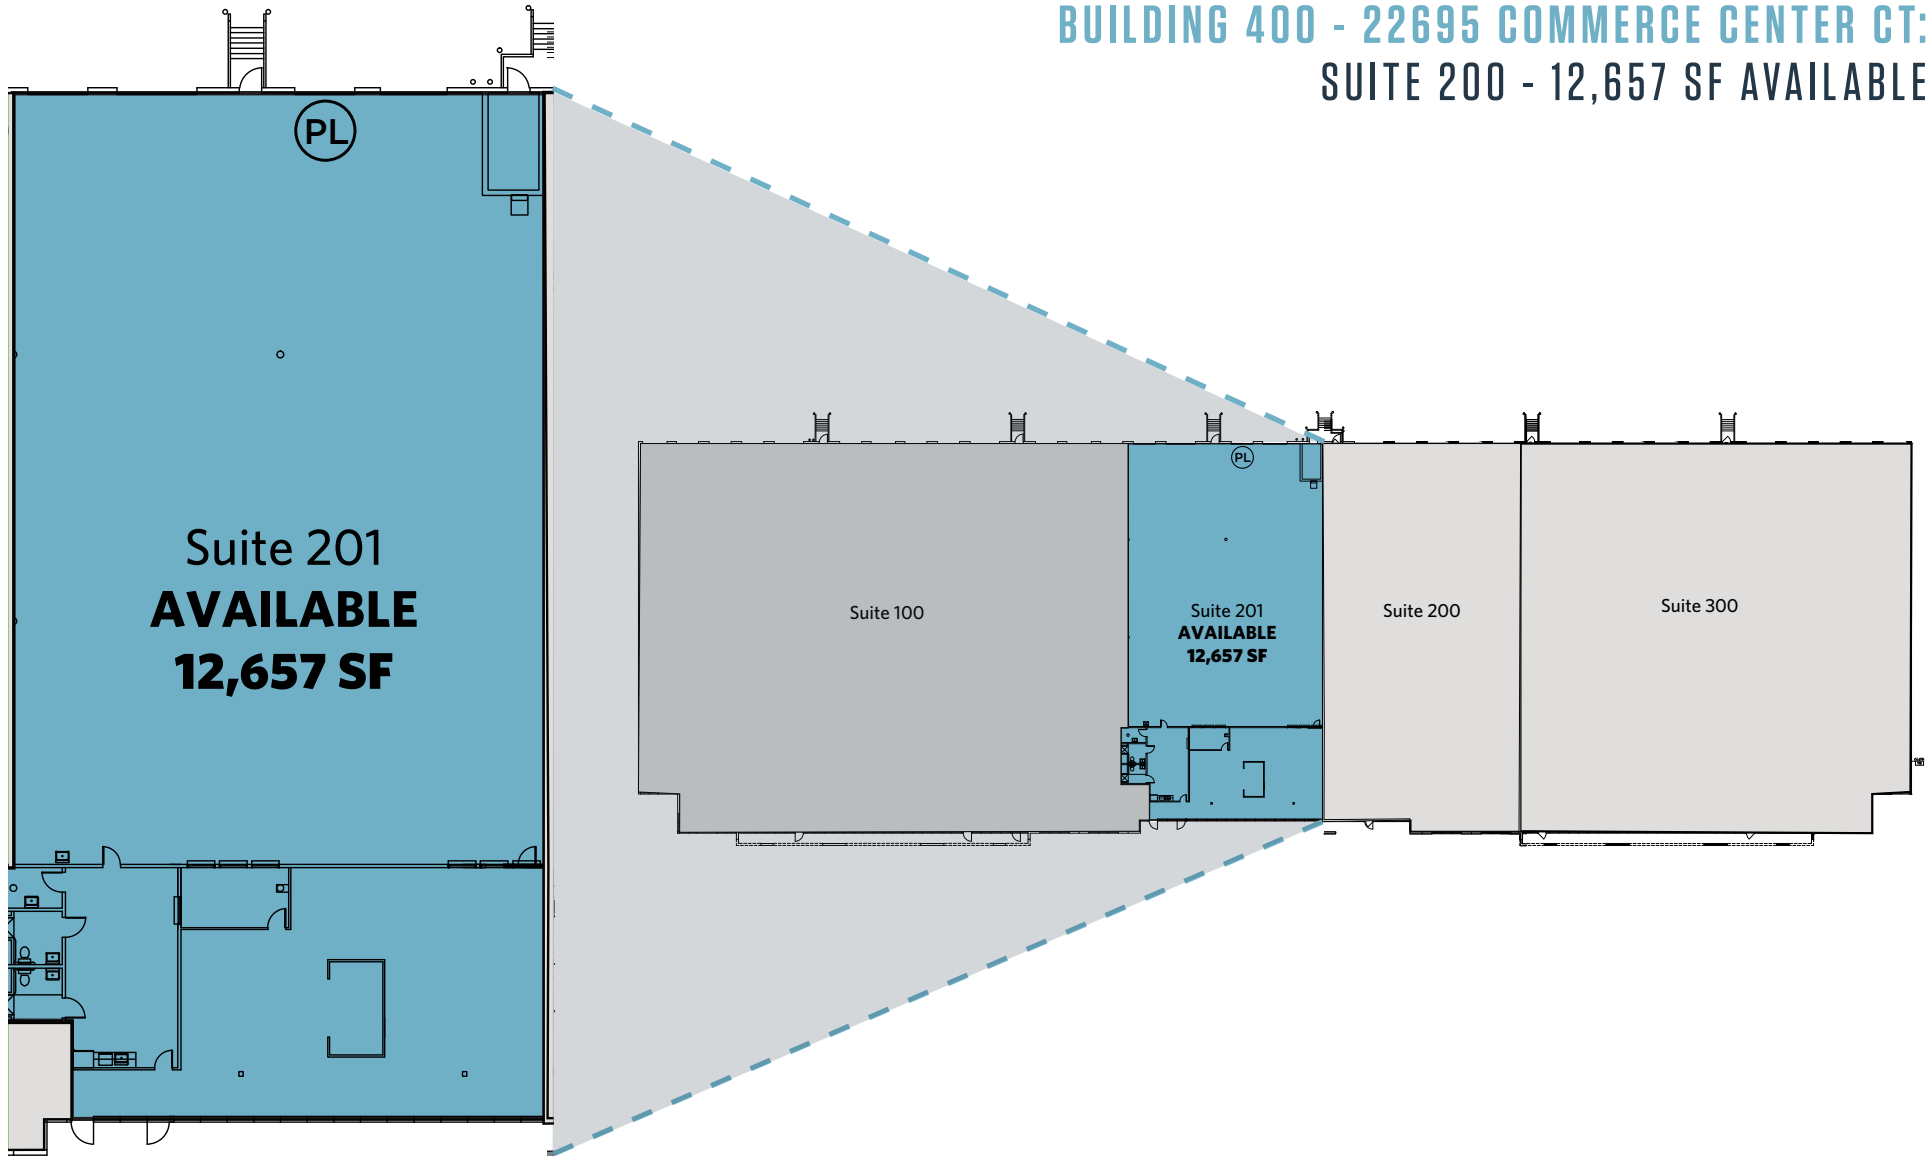 BUILDING 400 - 22695 COMMERCE CENTER CT:
SUITE 200 - 12,657 SF AVAILABLE
PL
Suite 201
AVAILABLE
12,657 SF
PL
Suite 100
Suite 201
AVAILABLE
12,657 SF
Suite 200
Suite 300